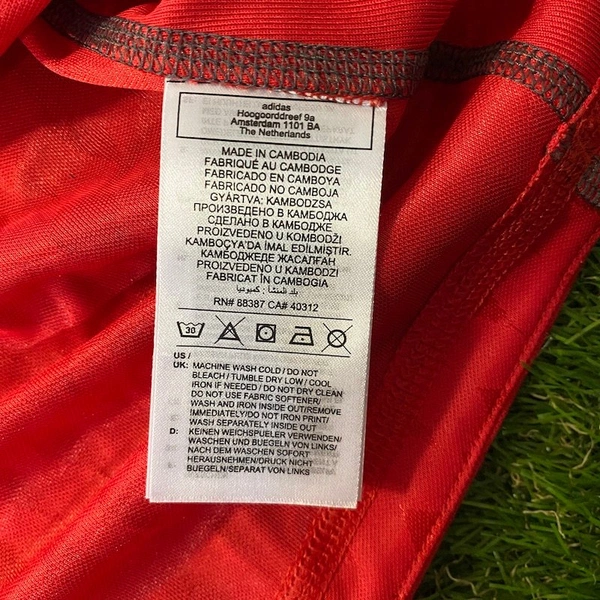 adidas
Hoogoorddreef 9a
Amsterdam 1101 BA
The Netherlands
MADE IN CAMBODIA
FABRIQUÉ AU CAMBODGE
FABRICADO EN CAMBOYA
FABRICADO NO CAMBOJA
GYÁRTVA: KAMBODZSA
ПРОИЗВЕДЕНО В КАМБОДЖА
СДЕЛАНО В КАМБОДЖЕ
PROIZVEDENO U KOMBODŽI
KAMBOÇYA'DA İMAL EDİLMİŞTİR.
КАМБОДЖЕДЕ ЖАСАЛҒАН
PROIZVEDENO U KAMBODZI
FABRICAT ÎN CAMBOGIA
بلد المنشأ : كمبوديا
RN# 88387 CA# 40312
30
US /
UK: MACHINE WASH COLD / DO NOT
BLEACH / TUMBLE DRY LOW / COOL
IRON IF NEEDED / DO NOT DRY CLEAN
DO NOT USE FABRIC SOFTENER/
WASH AND IRON INSIDE OUT/REMOVE
IMMEDIATELY/DO NOT IRON PRINT/
WASH SEPARATELY INSIDE OUT
D: KEINEN WEICHSPUELER VERWENDEN/
WASCHEN UND BUEGELN VON LINKS/
NACH DEM WASCHEN SOFORT
HERAUSNEHMEN/DRUCK NICHT
BUEGELN/SEPARAT VON LINKS